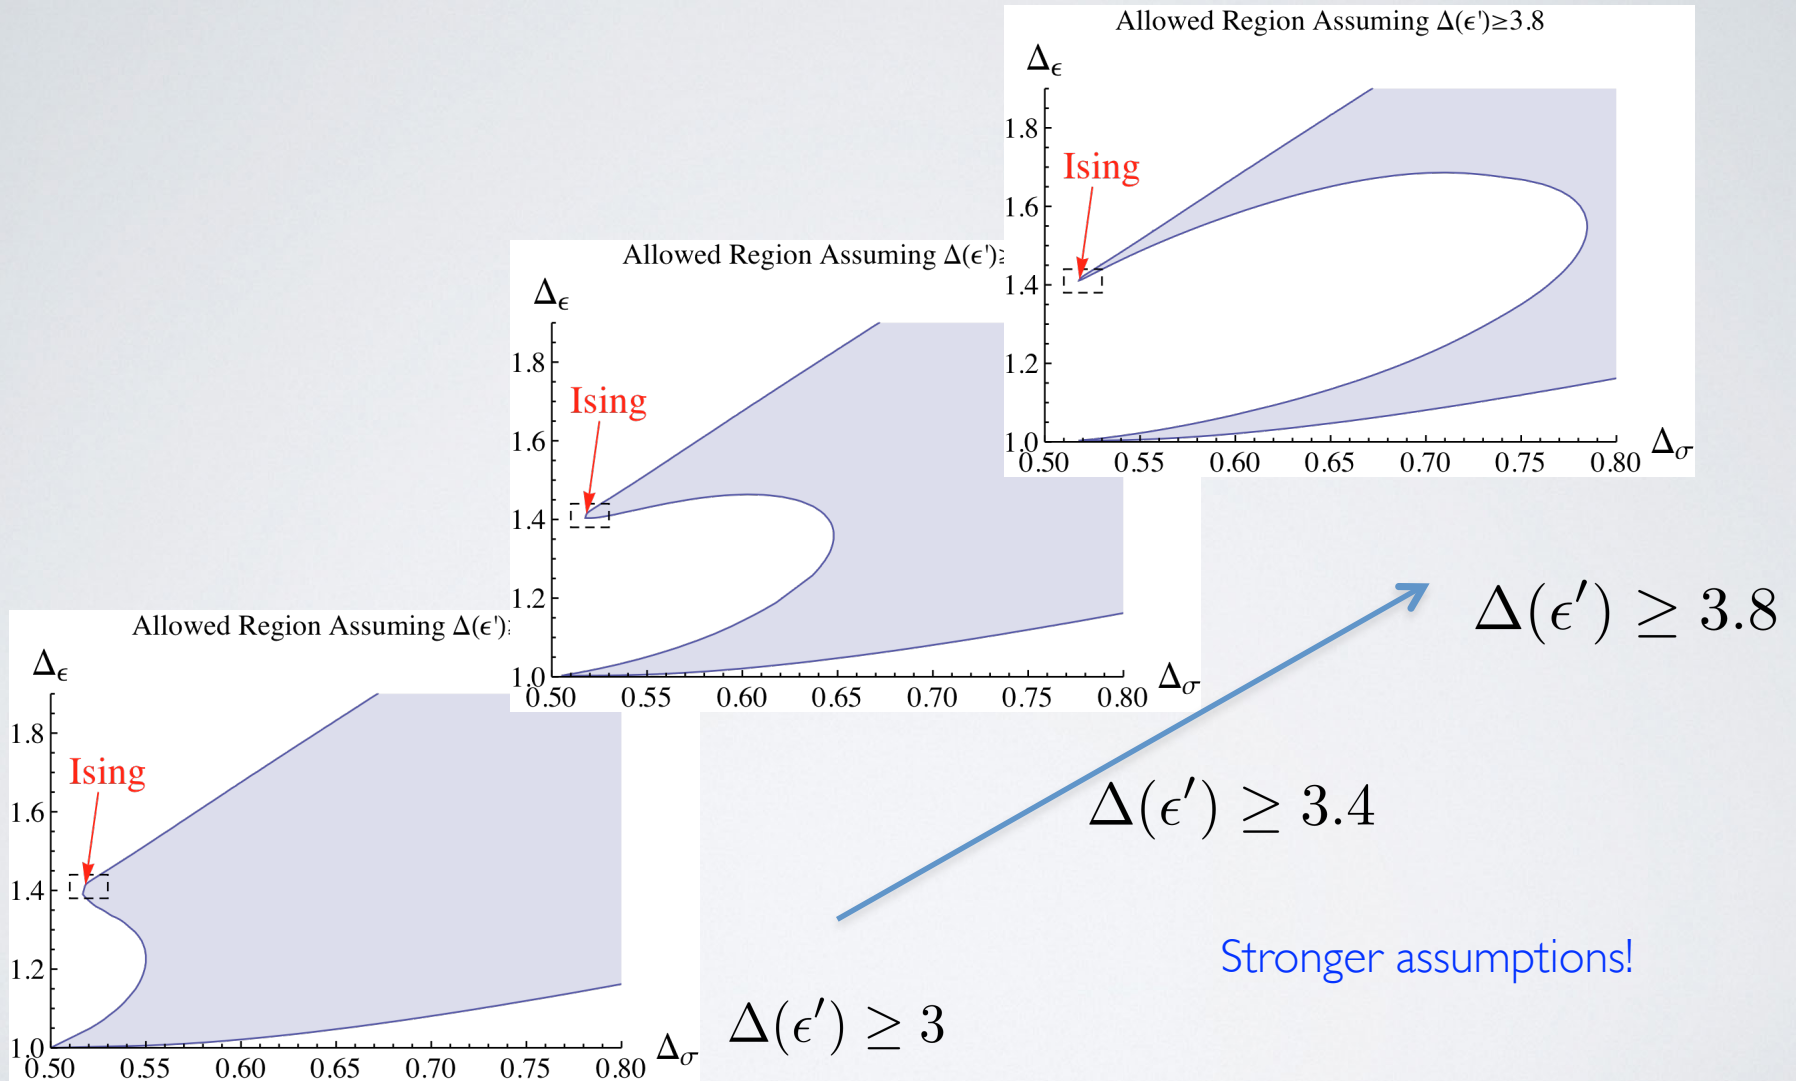 Allowed Region Assuming Δ(ϵ')≥3.8
Δϵ
1.8
1.6
1.4
1.2
1.0
Ising
0.50 0.55 0.60 0.65 0.70 0.75 0.80
Δσ
Allowed Region Assuming Δ(ϵ')≥
Δϵ
1.8
1.6
1.4
1.2
1.0
Ising
0.50 0.55 0.60 0.65 0.70 0.75 0.80
Δσ
Allowed Region Assuming Δ(ϵ')
Δϵ
1.8
1.6
1.4
1.2
1.0
Ising
0.50 0.55 0.60 0.65 0.70 0.75 0.80
Δσ
Δ(ϵ′) ≥ 3.8
Δ(ϵ′) ≥ 3.4
Stronger assumptions!
Δ(ϵ′) ≥ 3